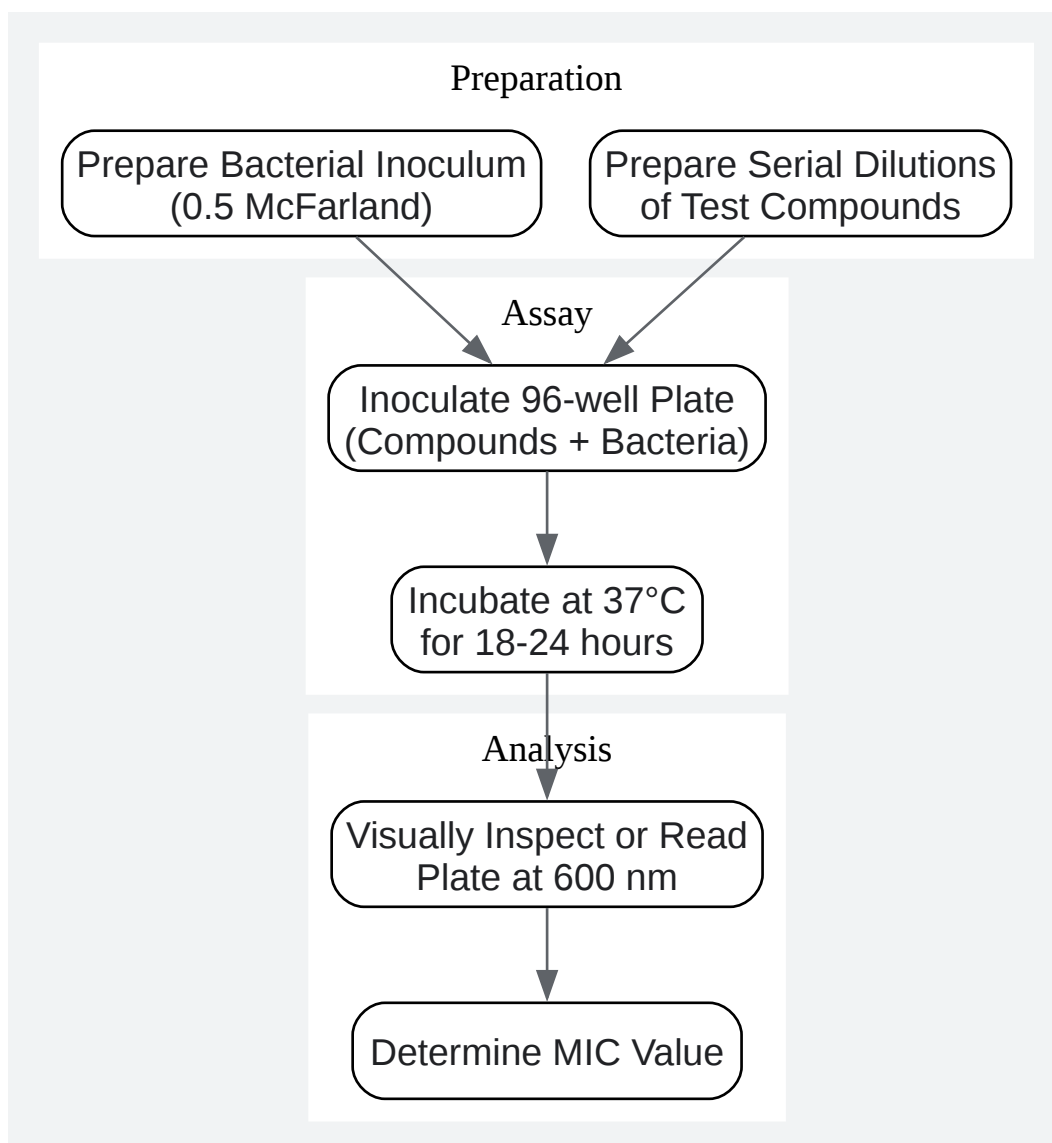 Preparation
Prepare Bacterial Inoculum
(0.5 McFarland)
Prepare Serial Dilutions
of Test Compounds
Assay
Inoculate 96-well Plate
(Compounds + Bacteria)
Incubate at 37°C
for 18-24 hours
Analysis
Visually Inspect or Read
Plate at 600 nm
Determine MIC Value